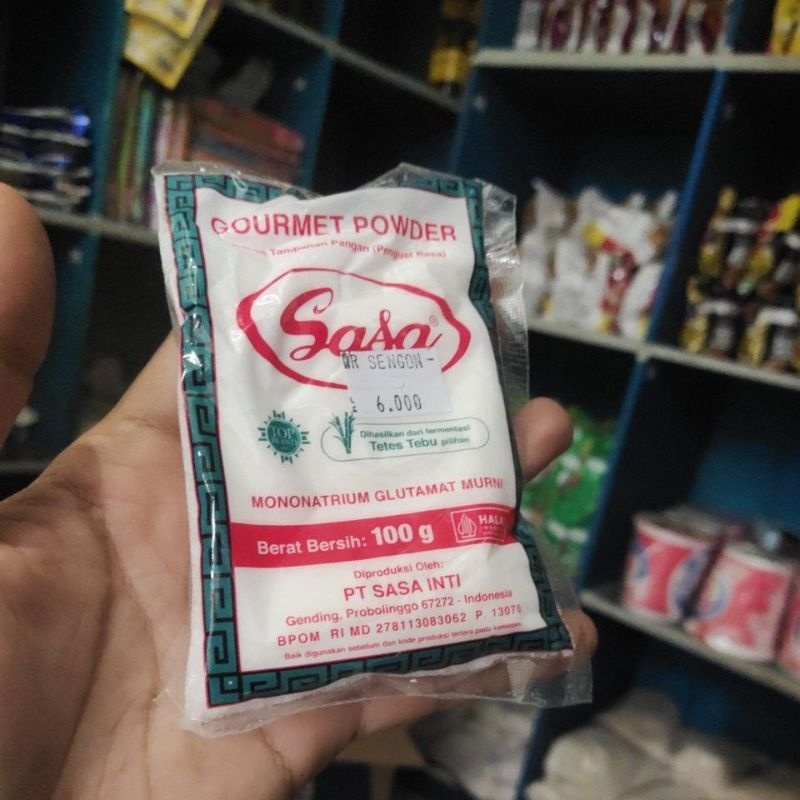 GOURMET POWDER
Tambahan Pangan (Penguat Rasa)
Sasa®
WR SENGON-
6.000
TOP
Dihasilkan dari fermentasi
Tetes Tebu pilihan
MONONATRIUM GLUTAMAT MURNI
Berat Bersih: 100 g
HALAL
Diproduksi Oleh:
PT SASA INTI
Gending, Probolinggo 67272 - Indonesia
BPOM RI MD 278113083062 P. 13070
Baik digunakan sebelum dan kode produksi tertera pada kemasan